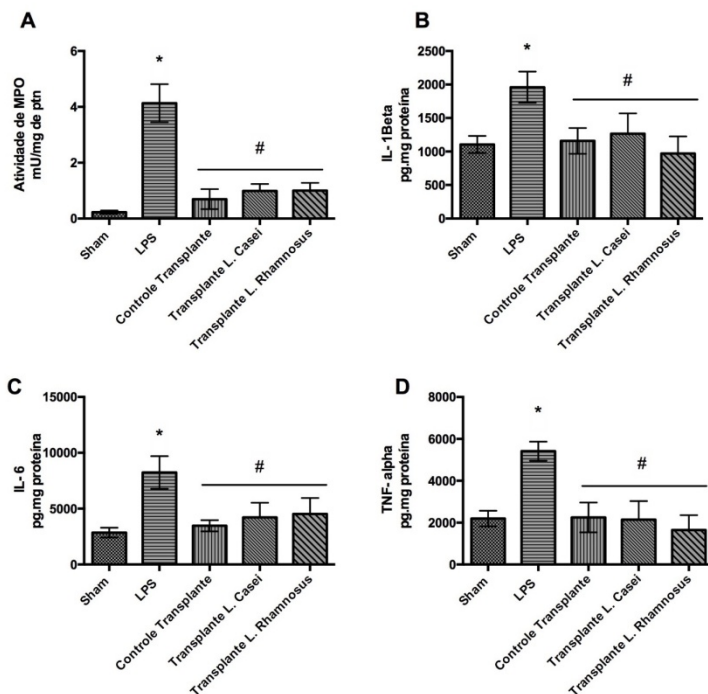 A
Atividade de MPO
mU/mg de ptn
6
4
2
0
*
#
Sham
LPS
Controle Transplante
Transplante L. Casei
Transplante L. Rhamnosus
B
IL- 1Beta
pg.mg proteína
2500
2000
1500
1000
500
0
*
#
Sham
LPS
Controle Transplante
Transplante L. Casei
Transplante L. Rhamnosus
C
IL- 6
pg.mg proteína
15000
10000
5000
0
*
#
Sham
LPS
Controle Transplante
Transplante L. Casei
Transplante L. Rhamnosus
D
TNF- alpha
pg.mg proteína
8000
6000
4000
2000
0
*
#
Sham
LPS
Controle Transplante
Transplante L. Casei
Transplante L. Rhamnosus